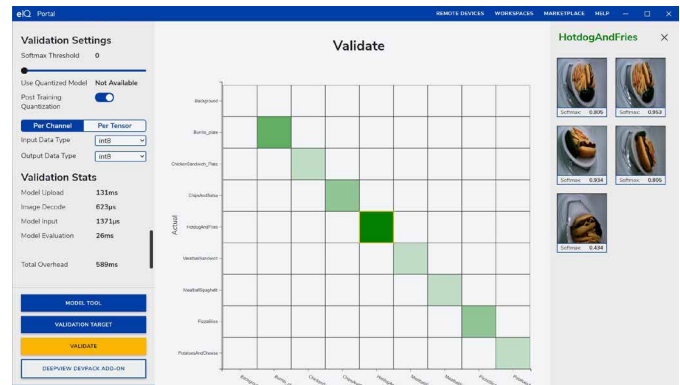 eIQ Portal
REMOTE DEVICES WORKSPACES MARKETPLACE HELP
Validation Settings
Softmax Threshold 0
Use Quantized Model Not Available
Post Training
Quantization
Per Channel Per Tensor
Input Data Type int8
Output Data Type int8
Validation Stats
Model Upload 131ms
Image Decode 623µs
Model Input 1371µs
Model Evaluation 26ms
Total Overhead 589ms
MODEL TOOL
VALIDATION TARGET
VALIDATE
DEEPVIEW DEVPACK ADD-ON
Validate
Actual
Background
Burrito_plate
ChickenSandwich_Plate
ChipsAndSalsa
HotdogAndFries
MeatballSandwich
MeatballSpaghetti
PizzaSlice
PotatoesAndCheese
HotdogAndFries
Softmax: 0.805 Softmax: 0.953
Softmax: 0.834 Softmax: 0.805
Softmax: 0.434